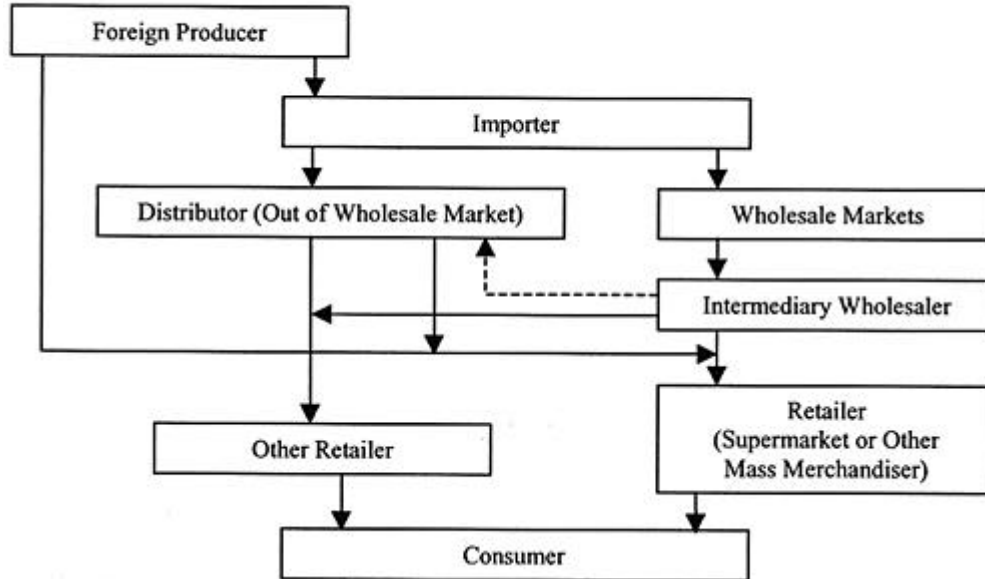 Foreign Producer
Importer
Distributor (Out of Wholesale Market)
Wholesale Markets
Intermediary Wholesaler
Retailer
(Supermarket or Other
Mass Merchandiser)
Other Retailer
Consumer